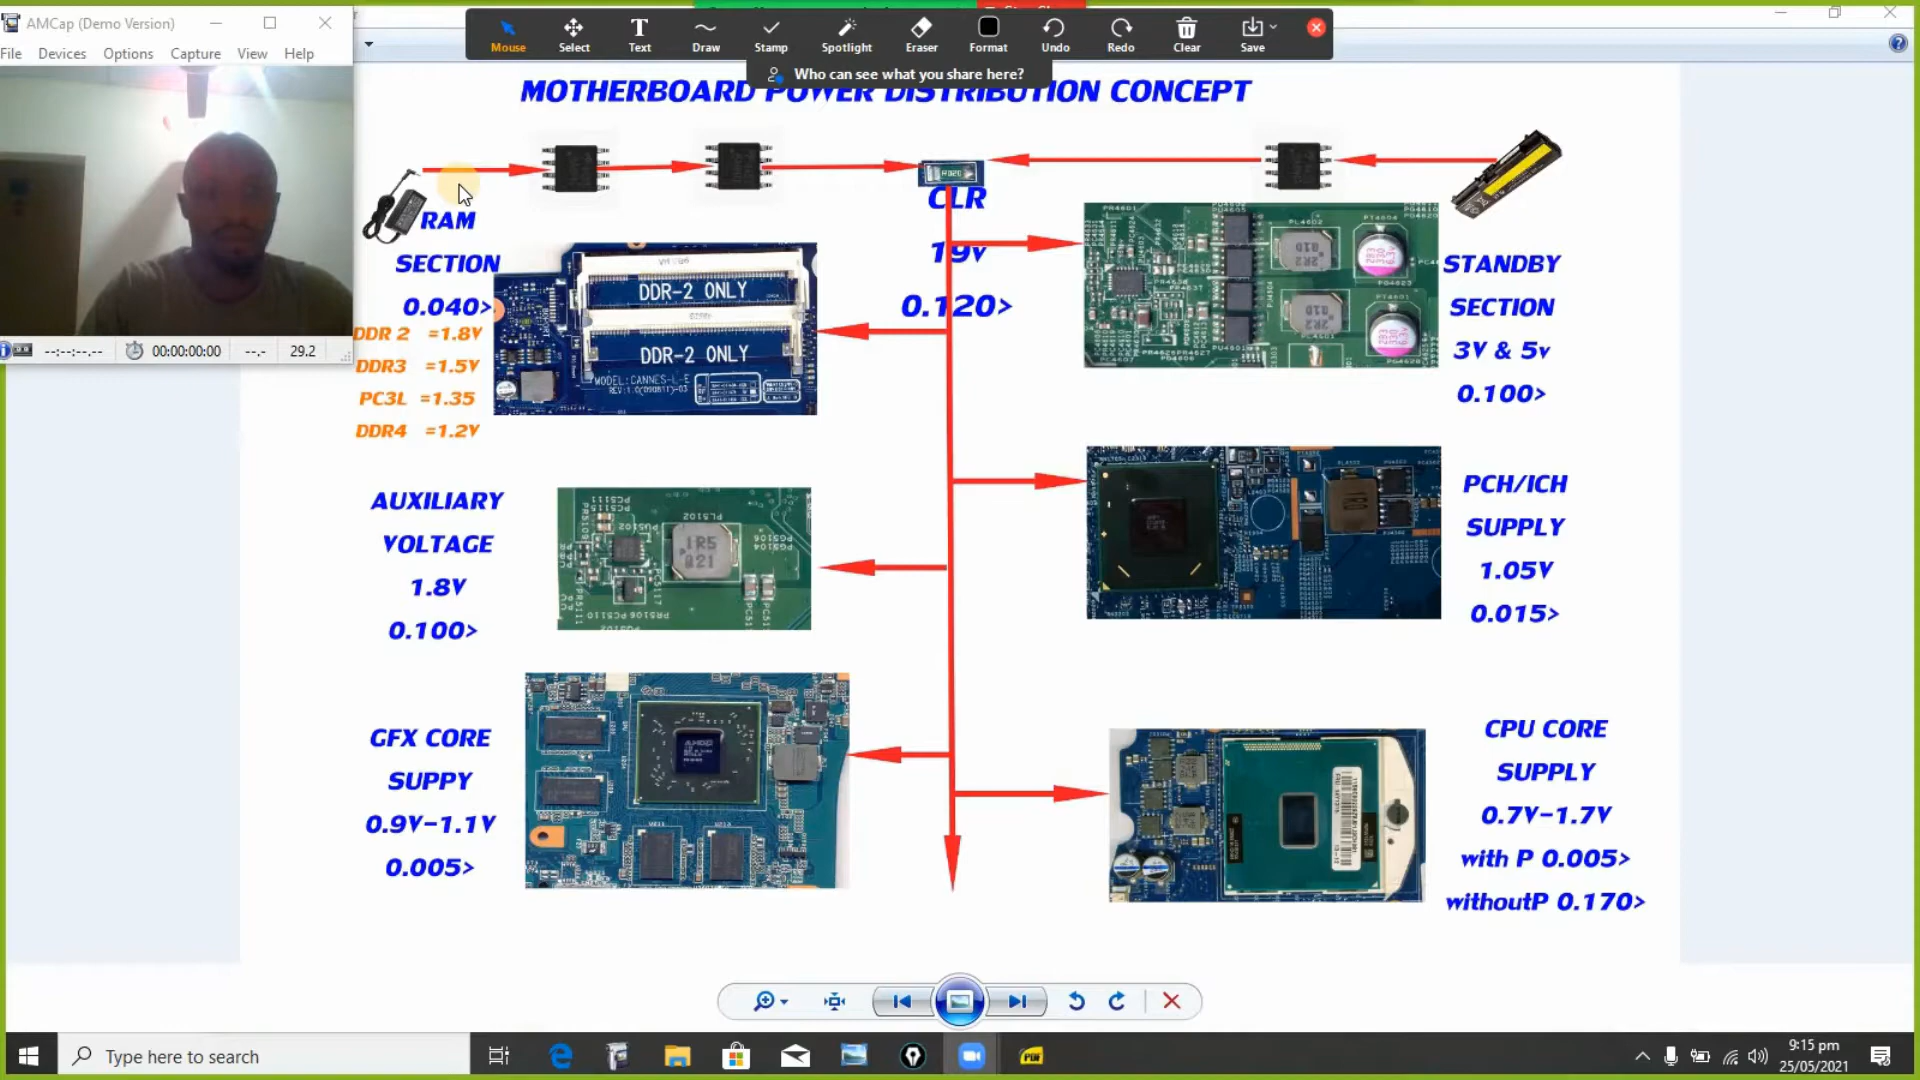 AMCap (Demo Version)
File Devices Options Capture View Help
Mouse Select Text Draw Stamp Spotlight Eraser Format Undo Redo Clear Save
Who can see what you share here?
MOTHERBOARD POWER DISTRIBUTION CONCEPT
R020
CLR
19v
0.120>
RAM
SECTION
0.040>
DDR 2 =1.8V
DDR3 =1.5V
PC3L =1.35
DDR4 =1.2V
DDR-2 ONLY
DDR-2 ONLY
MODEL:CANNES-L-E
--:--:--.-- 00:00:00:00 --.- 29.2
STANDBY
SECTION
3V & 5v
0.100>
AUXILIARY
VOLTAGE
1.8V
0.100>
PL5102
1R5
PCH/ICH
SUPPLY
1.05V
0.015>
GFX CORE
SUPPY
0.9V-1.1V
0.005>
CPU CORE
SUPPLY
0.7V-1.7V
with P 0.005>
withoutP 0.170>
Type here to search
PDF
9:15 pm
25/05/2021